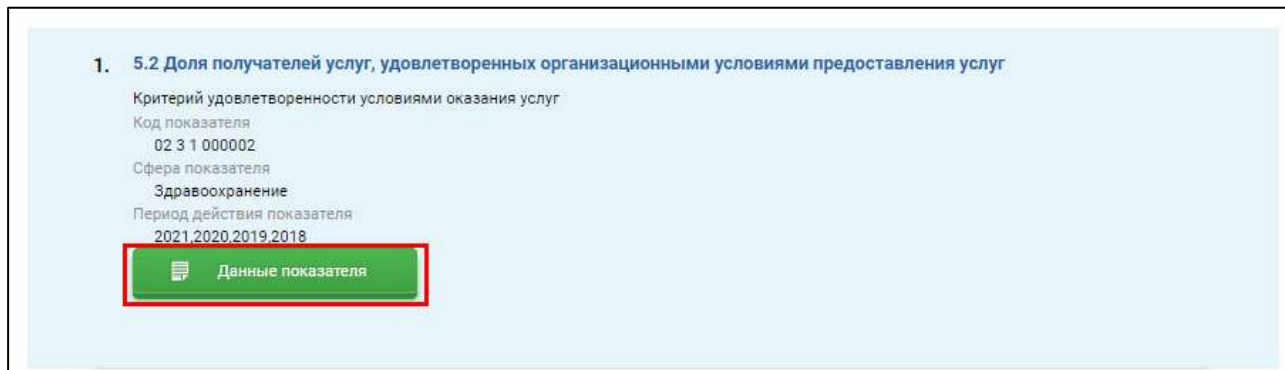 1. 5.2 Доля получателей услуг, удовлетворенных организационными условиями предоставления услуг
Критерий удовлетворенности условиями оказания услуг
Код показателя
02 3 1 000002
Сфера показателя
Здравоохранение
Период действия показателя
2021,2020,2019,2018
Данные показателя